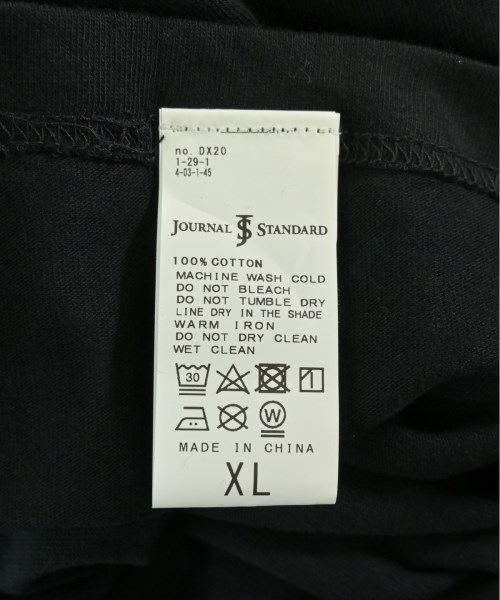 no. DX20
1-29-1
4-03-1-45
JOURNAL JS STANDARD
100% COTTON
MACHINE WASH COLD
DO NOT BLEACH
DO NOT TUMBLE DRY
LINE DRY IN THE SHADE
WARM IRON
DO NOT DRY CLEAN
WET CLEAN
30
W
MADE IN CHINA
XL